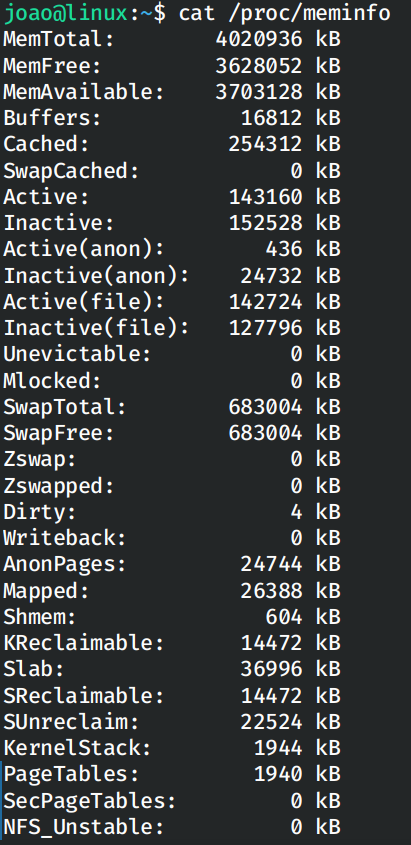 joao@linux:~$ cat /proc/meminfo
MemTotal:        4020936 kB
MemFree:         3628052 kB
MemAvailable:    3703128 kB
Buffers:           16812 kB
Cached:           254312 kB
SwapCached:            0 kB
Active:           143160 kB
Inactive:         152528 kB
Active(anon):        436 kB
Inactive(anon):    24732 kB
Active(file):     142724 kB
Inactive(file):   127796 kB
Unevictable:           0 kB
Mlocked:               0 kB
SwapTotal:        683004 kB
SwapFree:         683004 kB
Zswap:                 0 kB
Zswapped:              0 kB
Dirty:                 4 kB
Writeback:             0 kB
AnonPages:         24744 kB
Mapped:            26388 kB
Shmem:               604 kB
KReclaimable:      14472 kB
Slab:              36996 kB
SReclaimable:      14472 kB
SUnreclaim:        22524 kB
KernelStack:        1944 kB
PageTables:         1940 kB
SecPageTables:         0 kB
NFS_Unstable:          0 kB